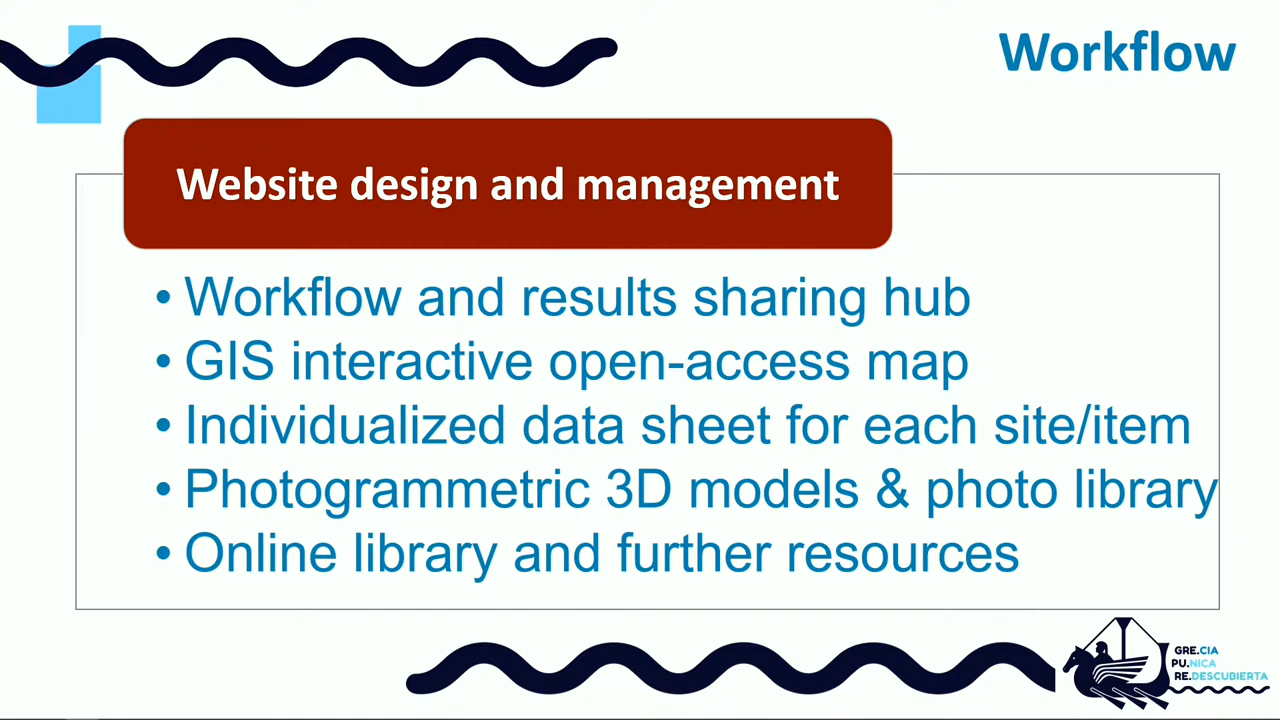 Workflow
Website design and management
• Workflow and results sharing hub
• GIS interactive open-access map
• Individualized data sheet for each site/item
• Photogrammetric 3D models & photo library
• Online library and further resources
GRE.CIA
PU.NICA
RE.DESCUBIERTA